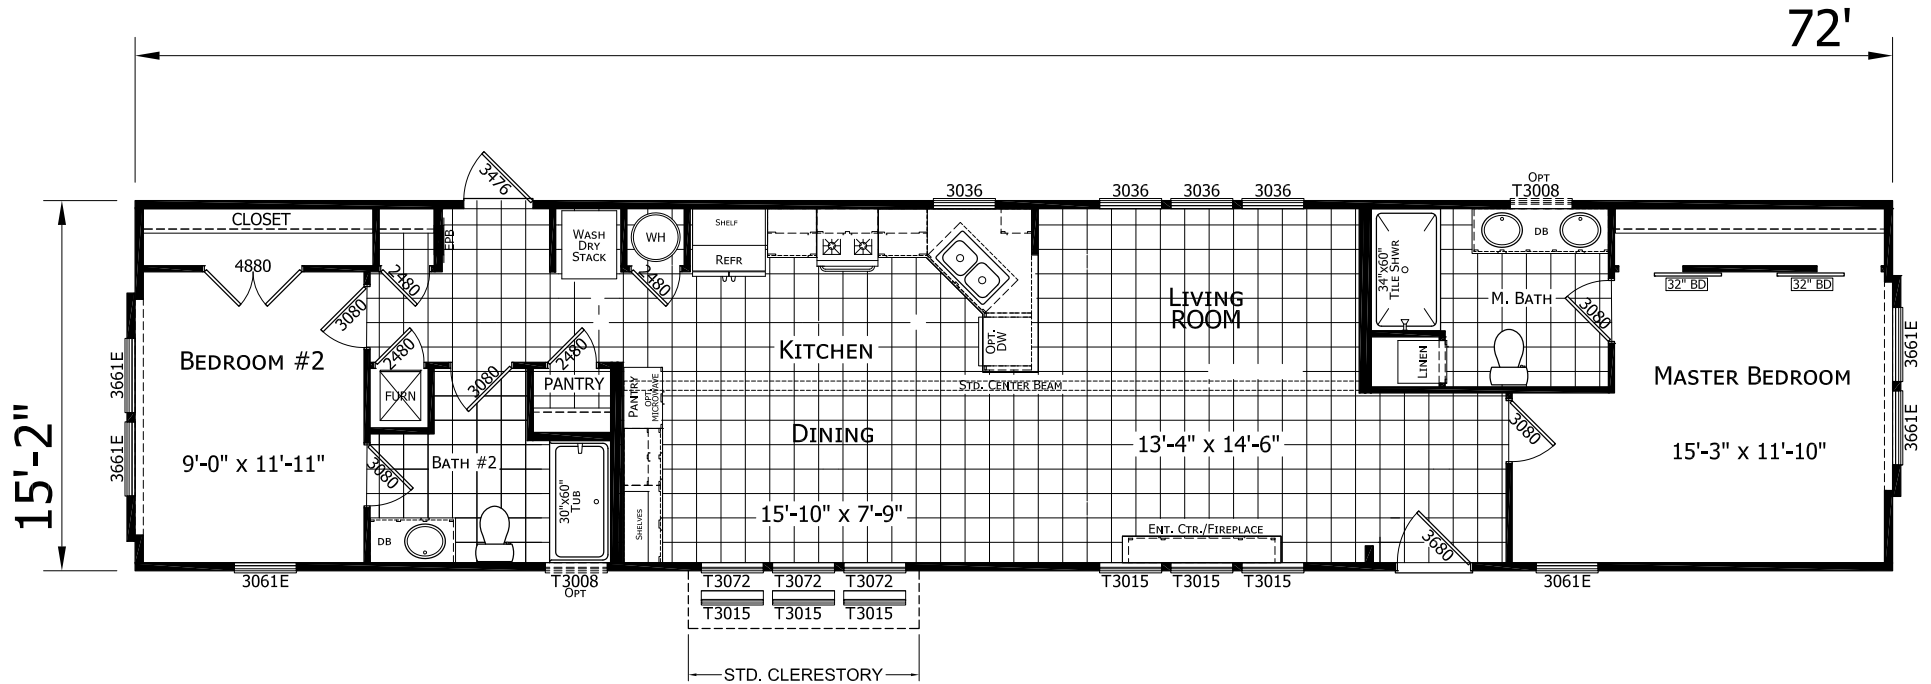 72'
15'-2"
3476
3036
3036
3036
3036
OPT
T3008
CLOSET
EPB
WASH
DRY
STACK
WH
SHELF
REFR
34"x60"
TILE SHWR
DB
4880
2480
2480
3080
LIVING
ROOM
M. BATH
3080
32" BD
32" BD
3661E
3661E
BEDROOM #2
2480
3080
2480
KITCHEN
OPT.
DW
LINEN
3661E
3661E
FURN
PANTRY
PANTRY
OPT.
MICROWAVE
STD. CENTER BEAM
MASTER BEDROOM
DINING
3080
9'-0" x 11'-11"
3080
BATH #2
13'-4" x 14'-6"
15'-3" x 11'-10"
30"x60"
TUB
SHELVES
15'-10" x 7'-9"
ENT. CTR./FIREPLACE
3680
DB
3061E
T3008
OPT
T3072
T3072
T3072
T3015
T3015
T3015
3061E
T3015
T3015
T3015
STD. CLERESTORY